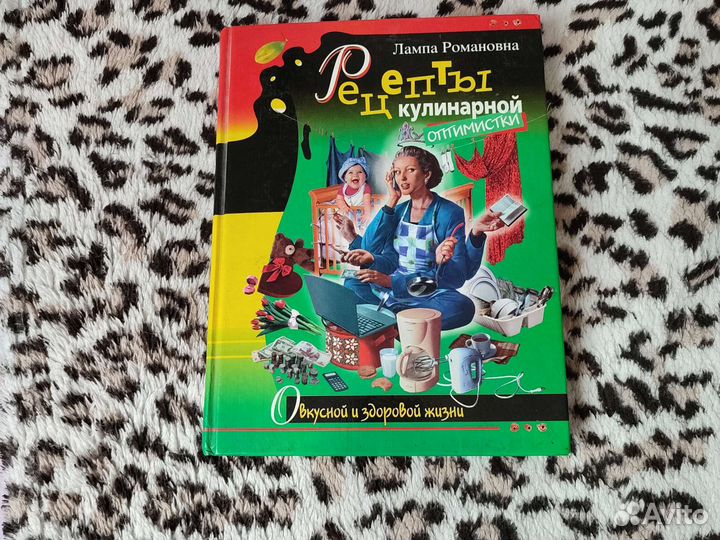 Лампа Романовна
Рецепты
кулинарной
оптимистки
О вкусной и здоровой жизни
Avito